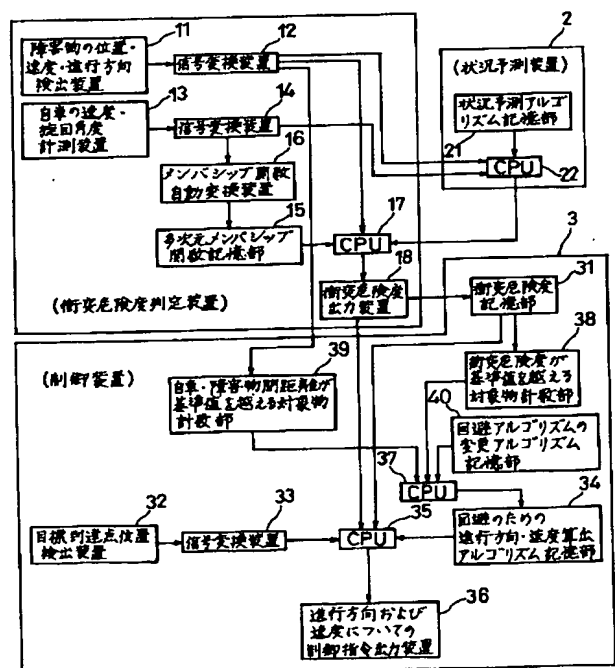 11
障害物の位置・
速度・進行方向
検出装置
12
信号変換装置
13
自車の速度・
旋回角度
計測装置
14
信号変換装置
16
メンバシップ関数
自動変換装置
15
多次元メンバシップ
関数記憶部
17
CPU
18
衝突危険度
出力装置
(衝突危険度判定装置)
2
(状況予測装置)
状況予測アルゴ
リズム記憶部
21
CPU
22
3
(制御装置)
31
衝突危険度
記憶部
38
衝突危険度が
基準値を越える
対象物計数部
39
自車・障害物間距離が
基準値を越える対象物
計数部
40
回避アルゴリズムの
変更アルゴリズム
記憶部
37
CPU
34
回避のための
進行方向・速度算出
アルゴリズム記憶部
32
目標到達点位置
検出装置
33
信号変換装置
35
CPU
36
進行方向および
速度についての
制御指令出力装置